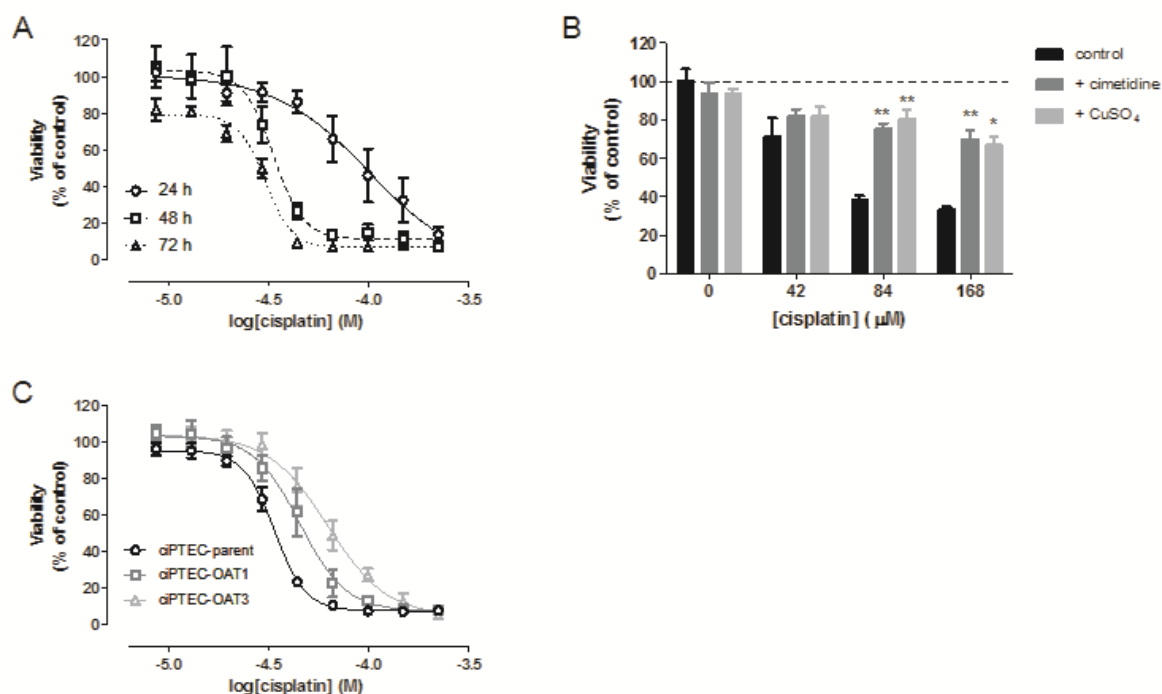 A
120
100
80
60
40
20
0
Viability
(% of control)
24 h
48 h
72 h
-5.0 -4.5 -4.0 -3.5
log[cisplatin] (M)
B
120
100
80
60
40
20
0
Viability
(% of control)
** **
** *
0 42 84 168
[cisplatin] ( μM)
control
+ cimetidine
+ CuSO₄
C
120
100
80
60
40
20
0
Viability
(% of control)
ciPTEC-parent
ciPTEC-OAT1
ciPTEC-OAT3
-5.0 -4.5 -4.0 -3.5
log[cisplatin] (M)